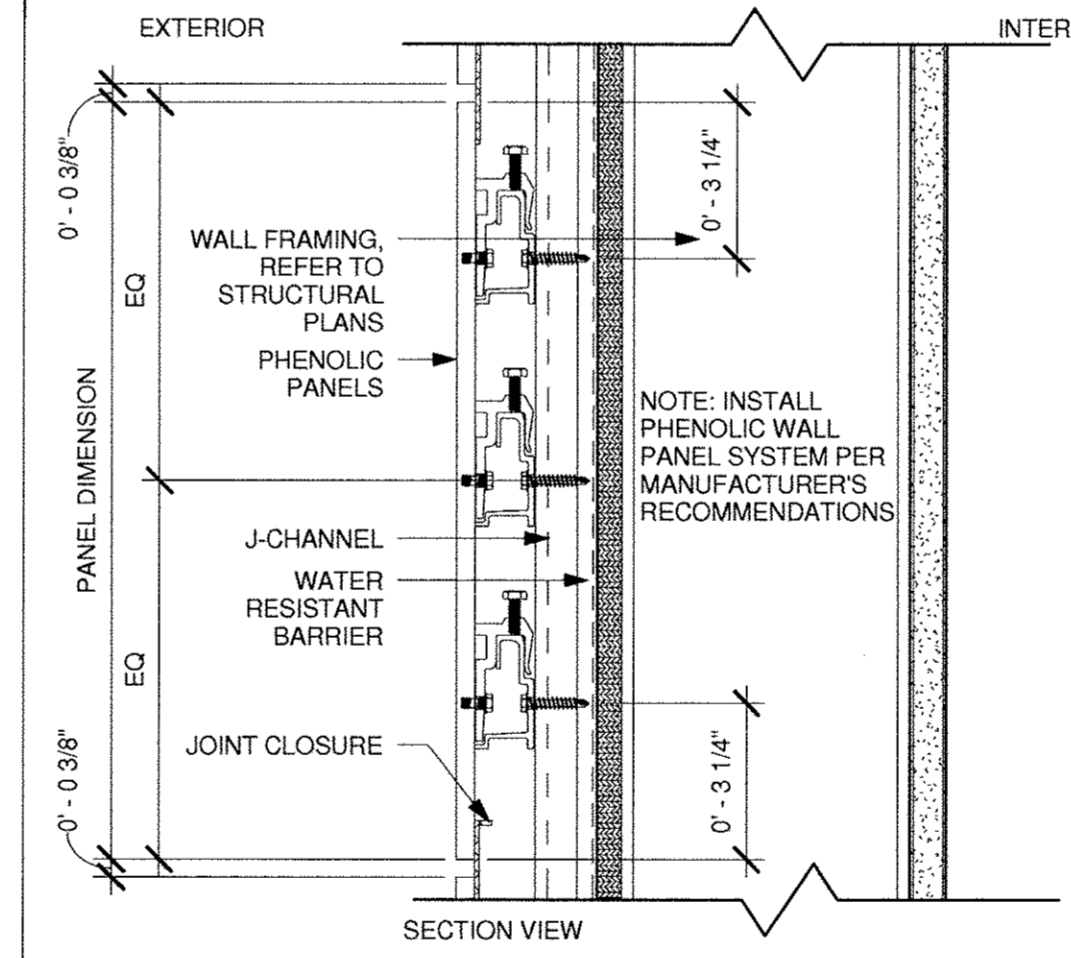 EXTERIOR
INTER
0' - 0 3/8"
EQ
0' - 3 1/4"
WALL FRAMING,
REFER TO
STRUCTURAL
PLANS
PHENOLIC
PANELS
PANEL DIMENSION
NOTE: INSTALL
PHENOLIC WALL
PANEL SYSTEM PER
MANUFACTURER'S
RECOMMENDATIONS
J-CHANNEL
WATER
RESISTANT
BARRIER
EQ
JOINT CLOSURE
0' - 0 3/8"
0' - 3 1/4"
SECTION VIEW